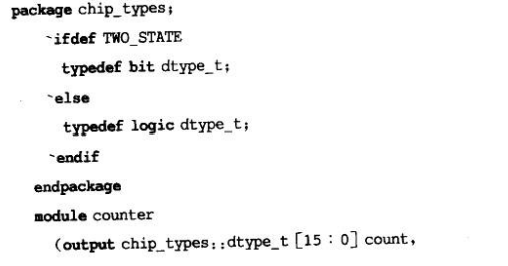 package chip_types;
`ifdef TWO_STATE
typedef bit dtype_t;
`else
typedef logic dtype_t;
`endif
endpackage
module counter
(output chip_types::dtype_t [15 : 0] count,